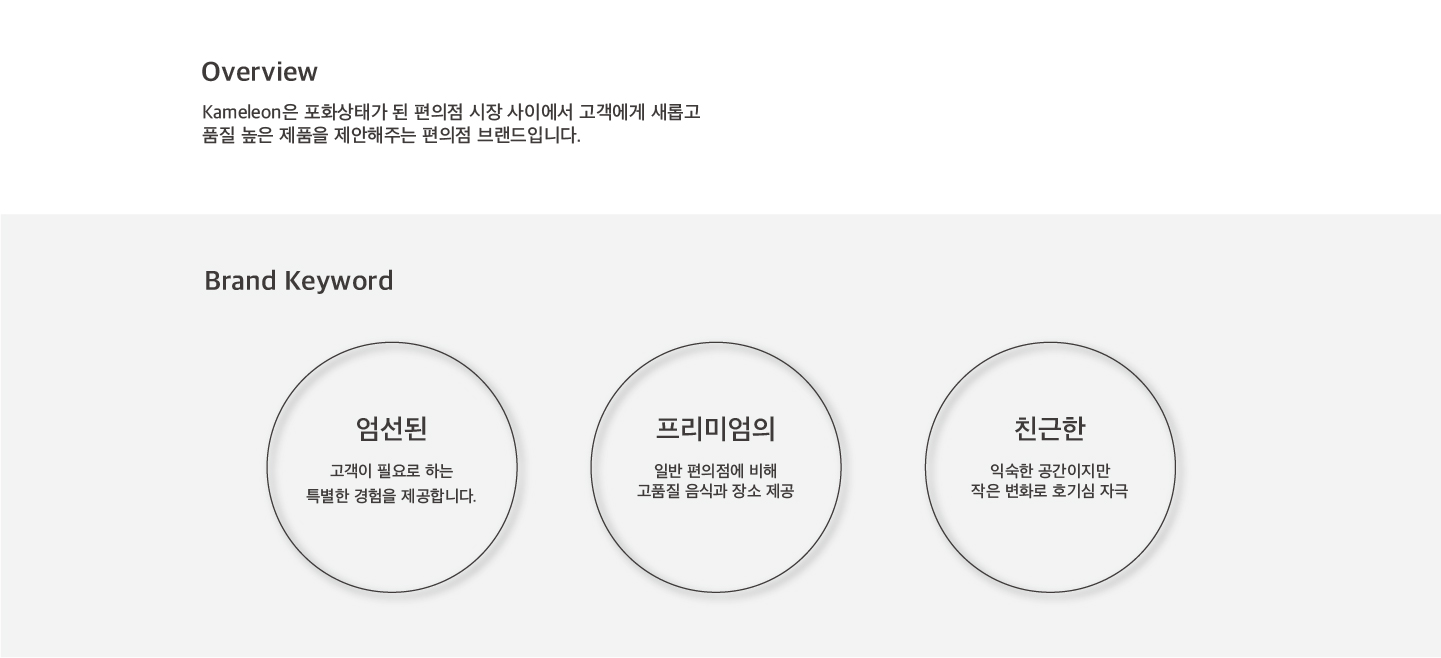 Overview
Kameleon은 포화상태가 된 편의점 시장 사이에서 고객에게 새롭고
품질 높은 제품을 제안해주는 편의점 브랜드입니다.
Brand Keyword
엄선된
고객이 필요로 하는
특별한 경험을 제공합니다.
프리미엄의
일반 편의점에 비해
고품질 음식과 장소 제공
친근한
익숙한 공간이지만
작은 변화로 호기심 자극